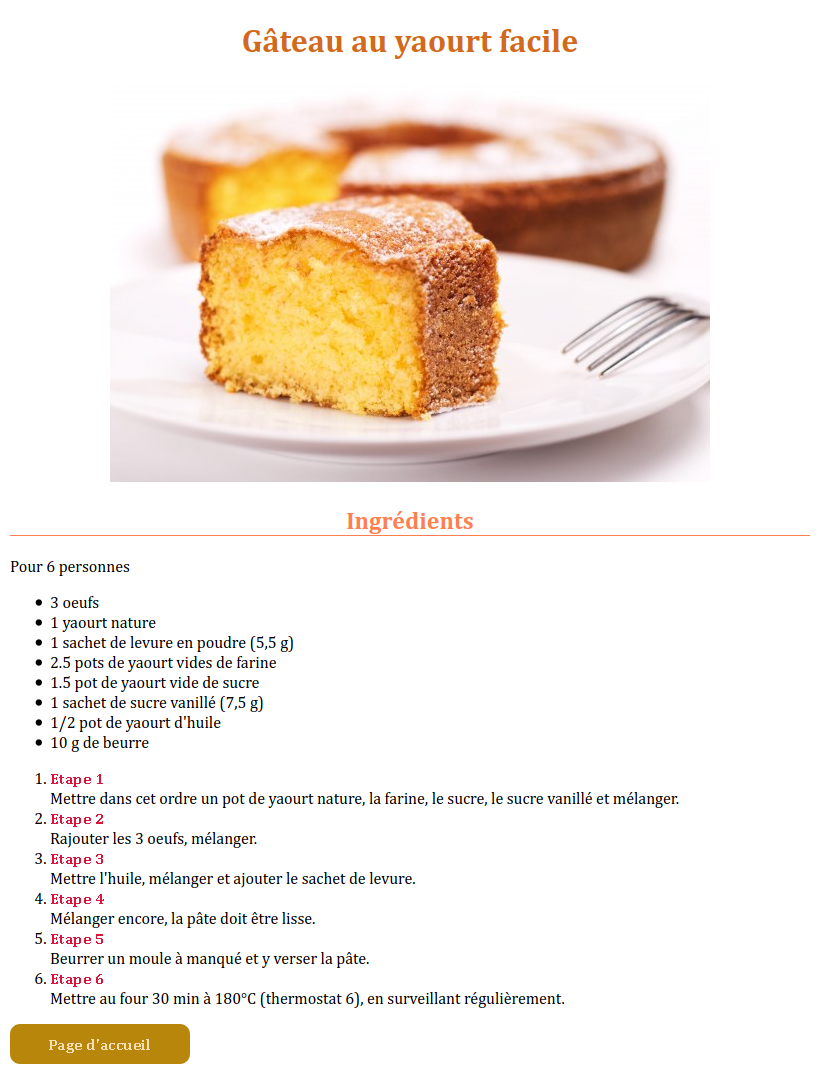 Gâteau au yaourt facile
Ingrédients
Pour 6 personnes
3 oeufs
1 yaourt nature
1 sachet de levure en poudre (5,5 g)
2.5 pots de yaourt vides de farine
1.5 pot de yaourt vide de sucre
1 sachet de sucre vanillé (7,5 g)
1/2 pot de yaourt d'huile
10 g de beurre
1. Etape 1
Mettre dans cet ordre un pot de yaourt nature, la farine, le sucre, le sucre vanillé et mélanger.
2. Etape 2
Rajouter les 3 oeufs, mélanger.
3. Etape 3
Mettre l'huile, mélanger et ajouter le sachet de levure.
4. Etape 4
Mélanger encore, la pâte doit être lisse.
5. Etape 5
Beurrer un moule à manqué et y verser la pâte.
6. Etape 6
Mettre au four 30 min à 180°C (thermostat 6), en surveillant régulièrement.
Page d'accueil